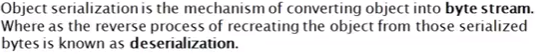 Object serialization is the mechanism of converting object into byte stream.
Where as the reverse process of recreating the object from those serialized
bytes is known as deserialization.